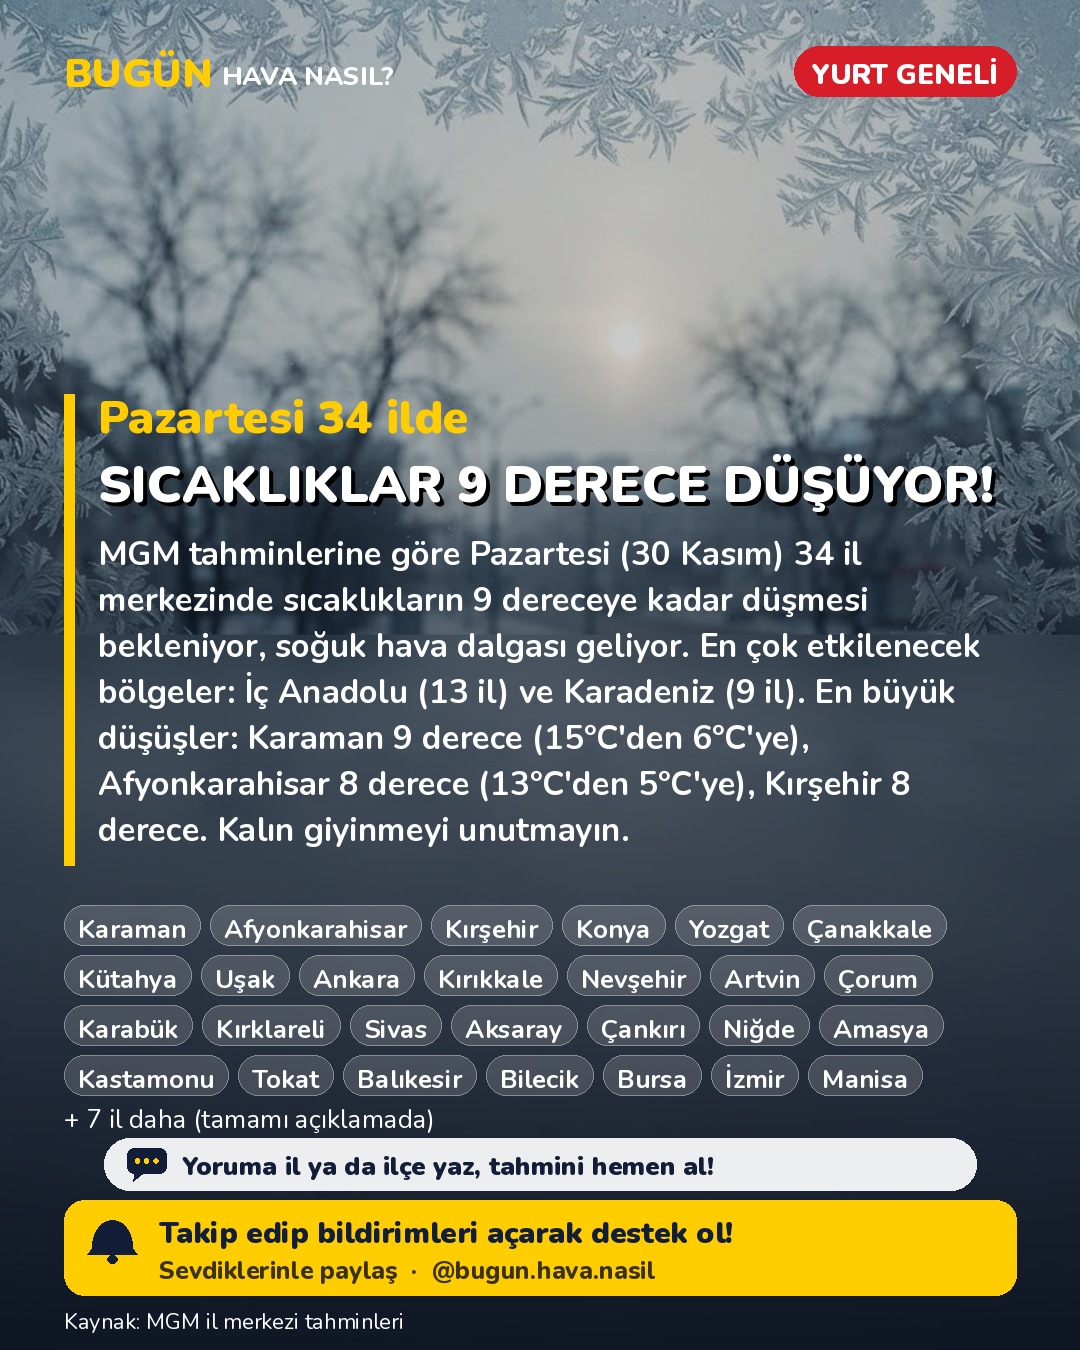 BUGÜN HAVA NASIL?
YURT GENELİ
Pazartesi 34 ilde
SICAKLIKLAR 9 DERECE DÜŞÜYOR!
MGM tahminlerine göre Pazartesi (30 Kasım) 34 il
merkezinde sıcaklıkların 9 dereceye kadar düşmesi
bekleniyor, soğuk hava dalgası geliyor. En çok etkilenecek
bölgeler: İç Anadolu (13 il) ve Karadeniz (9 il). En büyük
düşüşler: Karaman 9 derece (15°C'den 6°C'ye),
Afyonkarahisar 8 derece (13°C'den 5°C'ye), Kırşehir 8
derece. Kalın giyinmeyi unutmayın.
Karaman Afyonkarahisar Kırşehir Konya Yozgat Çanakkale
Kütahya Uşak Ankara Kırıkkale Nevşehir Artvin Çorum
Karabük Kırklareli Sivas Aksaray Çankırı Niğde Amasya
Kastamonu Tokat Balıkesir Bilecik Bursa İzmir Manisa
+ 7 il daha (tamamı açıklamada)
Yoruma il ya da ilçe yaz, tahmini hemen al!
Takip edip bildirimleri açarak destek ol!
Sevdiklerinle paylaş · @bugun.hava.nasil
Kaynak: MGM il merkezi tahminleri